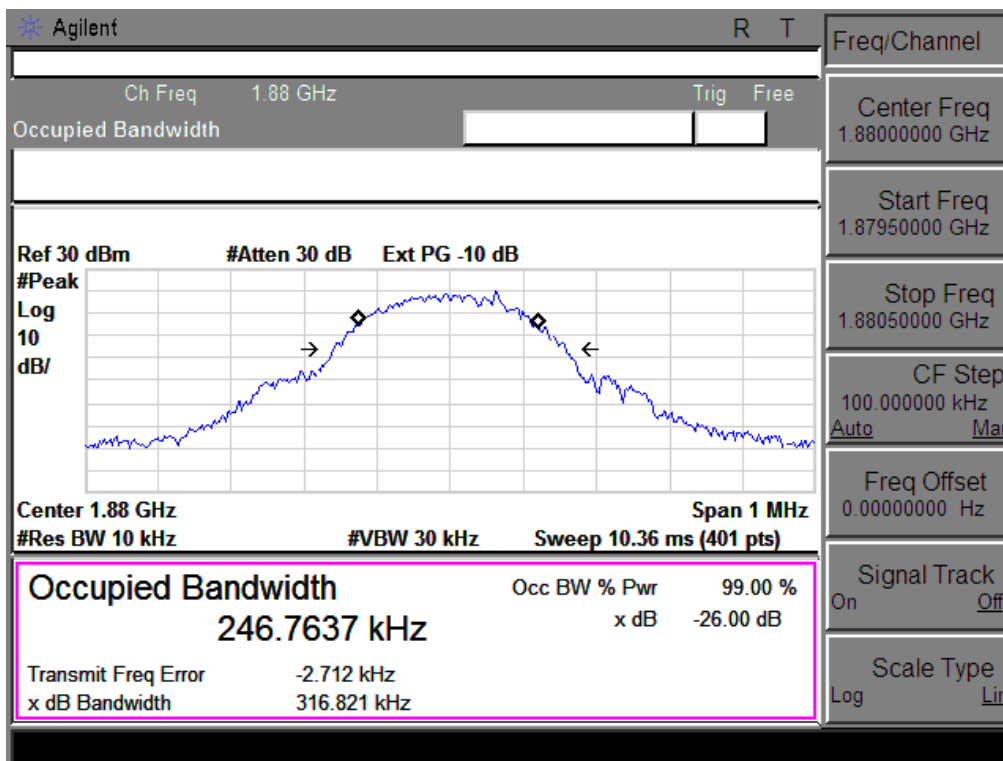 Agilent R T
Freq/Channel
Ch Freq 1.88 GHz Trig Free
Occupied Bandwidth
Center Freq
1.88000000 GHz
Start Freq
1.87950000 GHz
Stop Freq
1.88050000 GHz
CF Step
100.000000 kHz
Auto Man
Freq Offset
0.00000000 Hz
Signal Track
On Off
Scale Type
Log Lin
Ref 30 dBm #Atten 30 dB Ext PG -10 dB
#Peak
Log
10
dB/
Center 1.88 GHz Span 1 MHz
#Res BW 10 kHz #VBW 30 kHz Sweep 10.36 ms (401 pts)
Occupied Bandwidth Occ BW % Pwr 99.00 %
246.7637 kHz x dB -26.00 dB
Transmit Freq Error -2.712 kHz
x dB Bandwidth 316.821 kHz